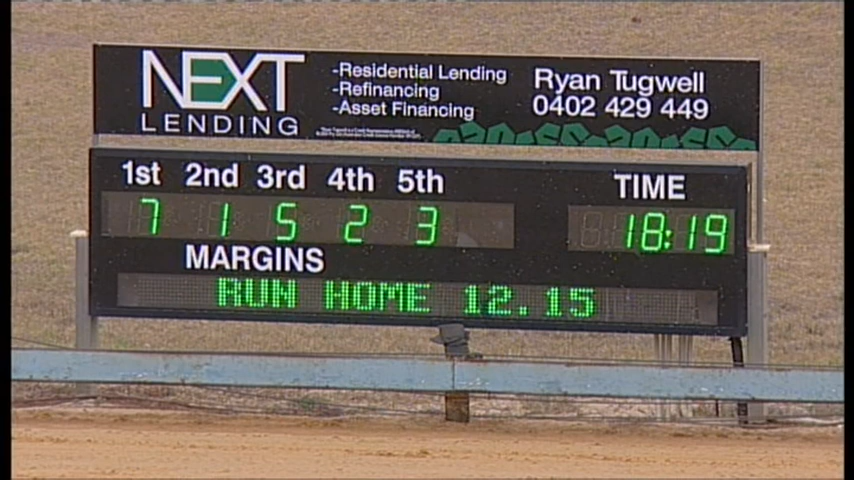 NEXT
LENDING
-Residential Lending
-Refinancing
-Asset Financing
Ryan Tugwell
0402 429 449
1st 2nd 3rd 4th 5th TIME
7 1 5 2 3 18:19
MARGINS
RUN HOME 12.15